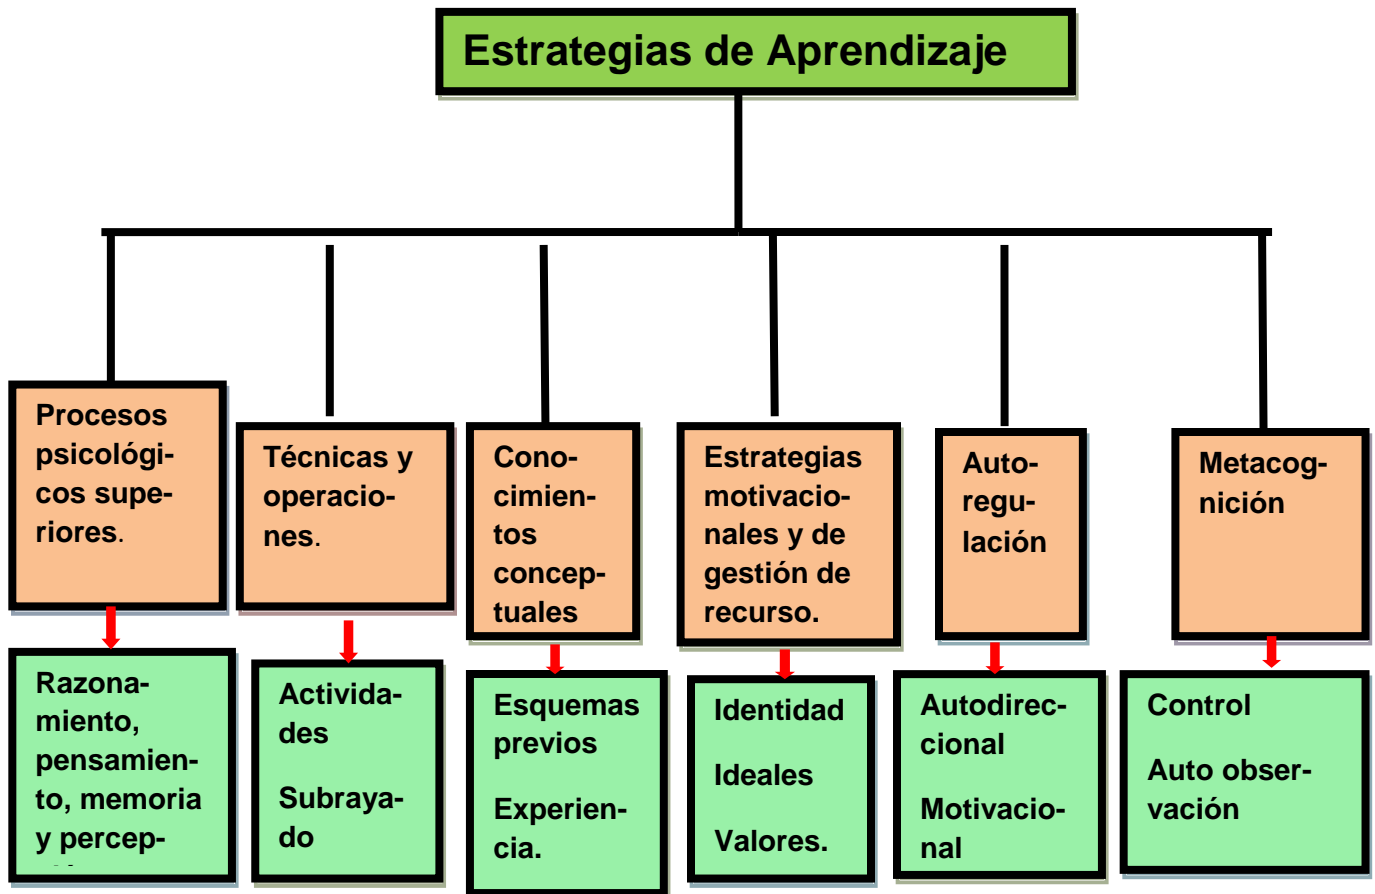 Estrategias de Aprendizaje
Procesos
psicológi-
cos supe-
riores.
Técnicas y
operacio-
nes.
Cono-
cimien-
tos
concep-
tuales
Estrategias
motivacio-
nales y de
gestión de
recurso.
Auto-
regu-
lación
Metacog-
nición
Razona-
miento,
pensamien-
to, memoria
y percep-
Activida-
des
Subraya-
do
Esquemas
previos
Experien-
cia.
Identidad
Ideales
Valores.
Autodirec-
cional
Motivacio-
nal
Control
Auto obser-
vación